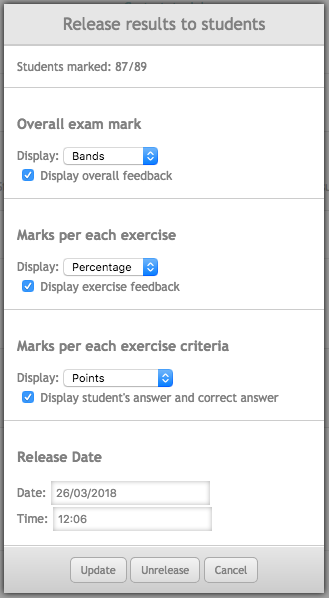 Release results to students
Students marked: 87/89
Overall exam mark
Display: Bands
Display overall feedback
Marks per each exercise
Display: Percentage
Display exercise feedback
Marks per each exercise criteria
Display: Points
Display student's answer and correct answer
Release Date
Date: 26/03/2018
Time: 12:06
Update Unrelease Cancel